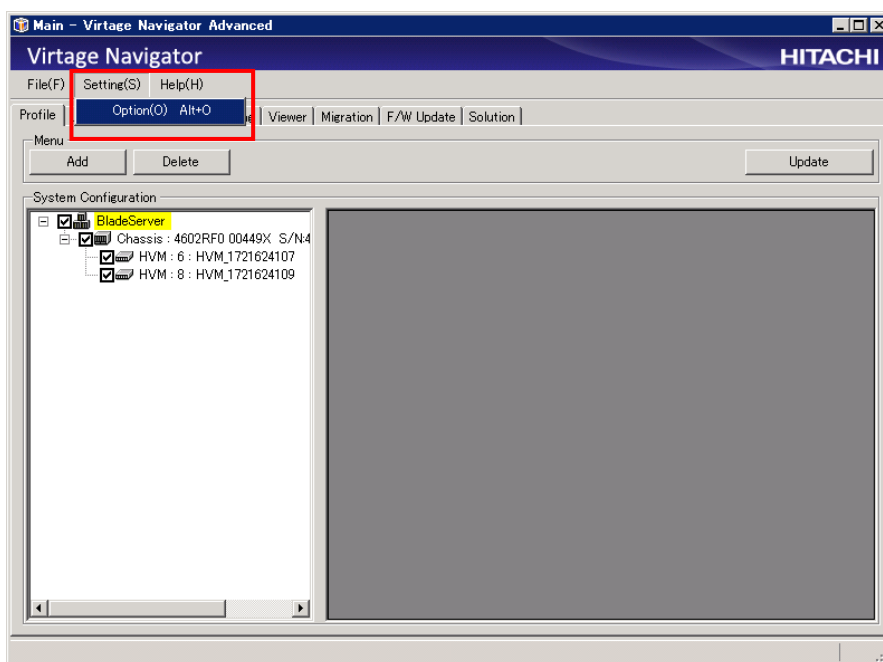 Main - Virtage Navigator Advanced
Virtage Navigator HITACHI
File(F) Setting(S) Help(H)
Option(O) Alt+O
Profile Viewer Migration F/W Update Solution
Menu
Add Delete Update
System Configuration
BladeServer
Chassis : 4602RF0 00449X S/N:4
HVM : 6 : HVM_1721624107
HVM : 8 : HVM_1721624109